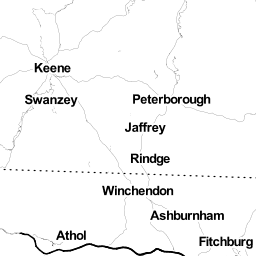 Keene
Swanzey
Peterborough
Jaffrey
Rindge
Winchendon
Ashburnham
Athol
Fitchburg